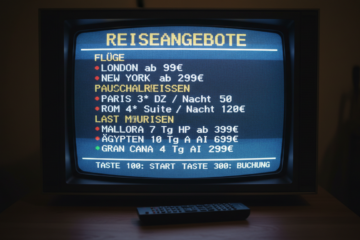 REISEANGEBOTE
FLÜGE
LONDON ab 99€
NEW YORK ab 299€
PAUSCHALRIEISSEN
PARIS 3* DZ / Nacht 50
ROM 4* Suite / Nacht 120€
LAST MOURISEN
MALLORA 7 Tg HP ab 399€
ÄGYPTEN 10 Tg A AI 699€
GRAN CANA 4 Tg AI 299€
TASTE 100: START TASTE 300: BUCHUNG